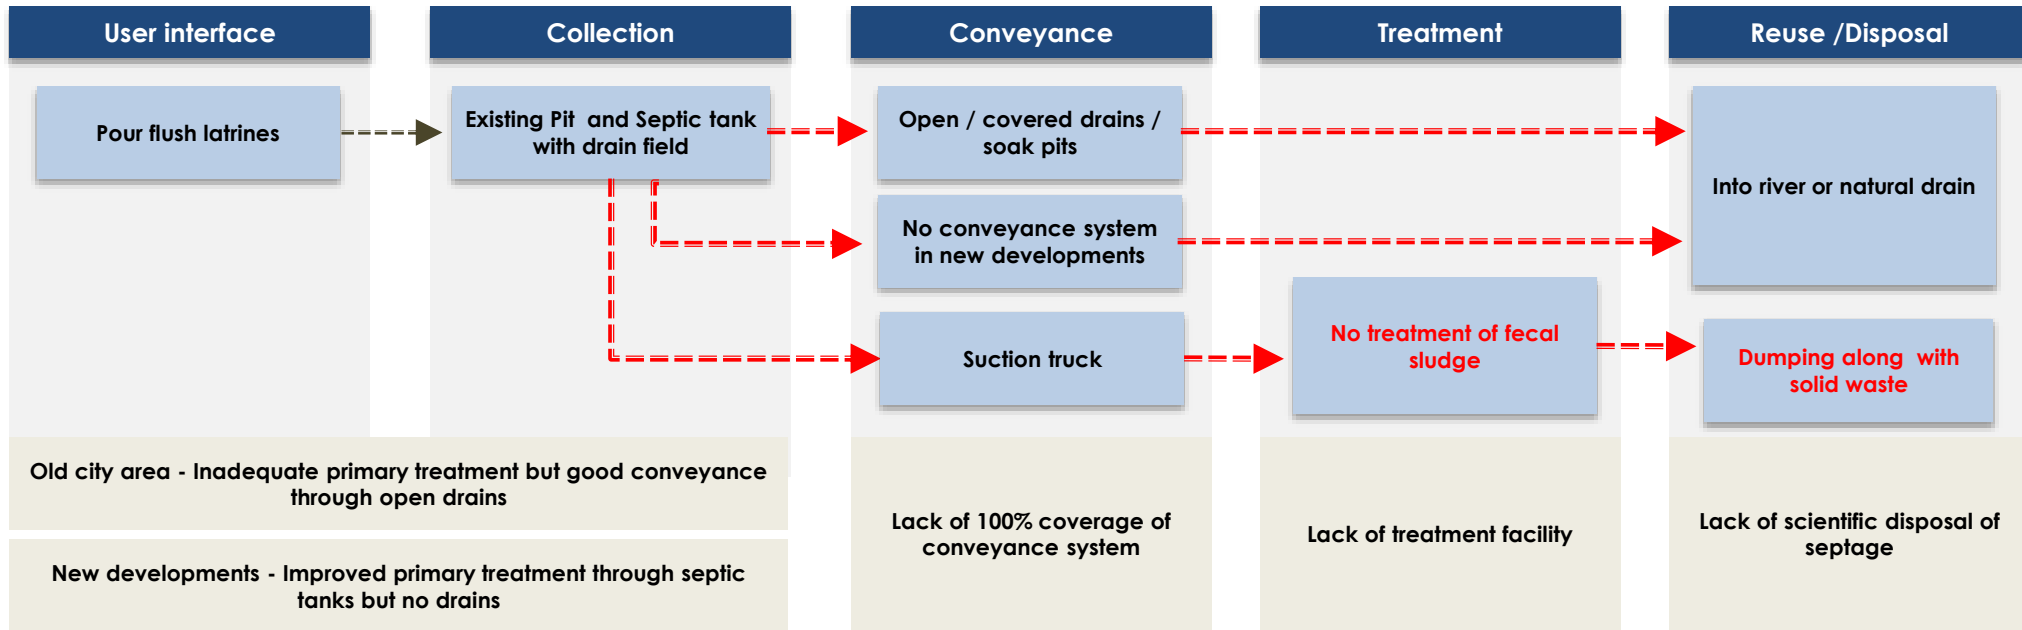 User interface
Collection
Conveyance
Treatment
Reuse /Disposal
Pour flush latrines
Existing Pit and Septic tank
with drain field
Open / covered drains /
soak pits
Into river or natural drain
No conveyance system
in new developments
Suction truck
No treatment of fecal
sludge
Dumping along with
solid waste
Old city area - Inadequate primary treatment but good conveyance
through open drains
New developments - Improved primary treatment through septic
tanks but no drains
Lack of 100% coverage of
conveyance system
Lack of treatment facility
Lack of scientific disposal of
septage